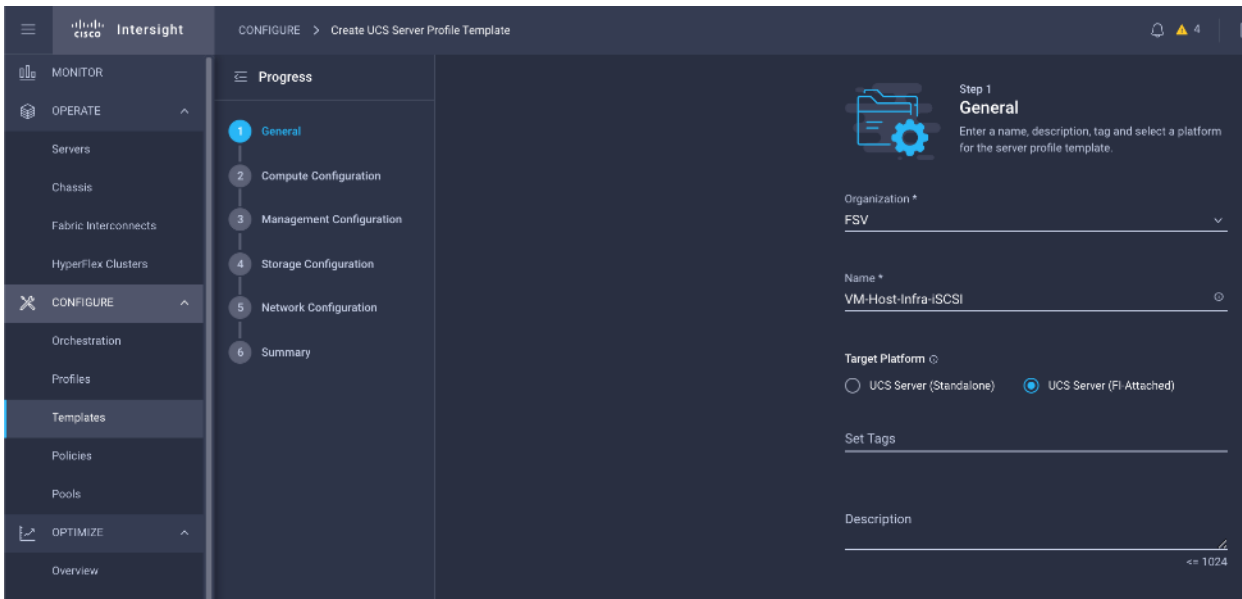 cisco Intersight
CONFIGURE > Create UCS Server Profile Template
4
MONITOR
OPERATE
Servers
Chassis
Fabric Interconnects
HyperFlex Clusters
CONFIGURE
Orchestration
Profiles
Templates
Policies
Pools
OPTIMIZE
Overview
Progress
1 General
2 Compute Configuration
3 Management Configuration
4 Storage Configuration
5 Network Configuration
6 Summary
Step 1
General
Enter a name, description, tag and select a platform
for the server profile template.
Organization *
FSV
Name *
VM-Host-Infra-iSCSI
Target Platform
UCS Server (Standalone) UCS Server (FI-Attached)
Set Tags
Description
<= 1024